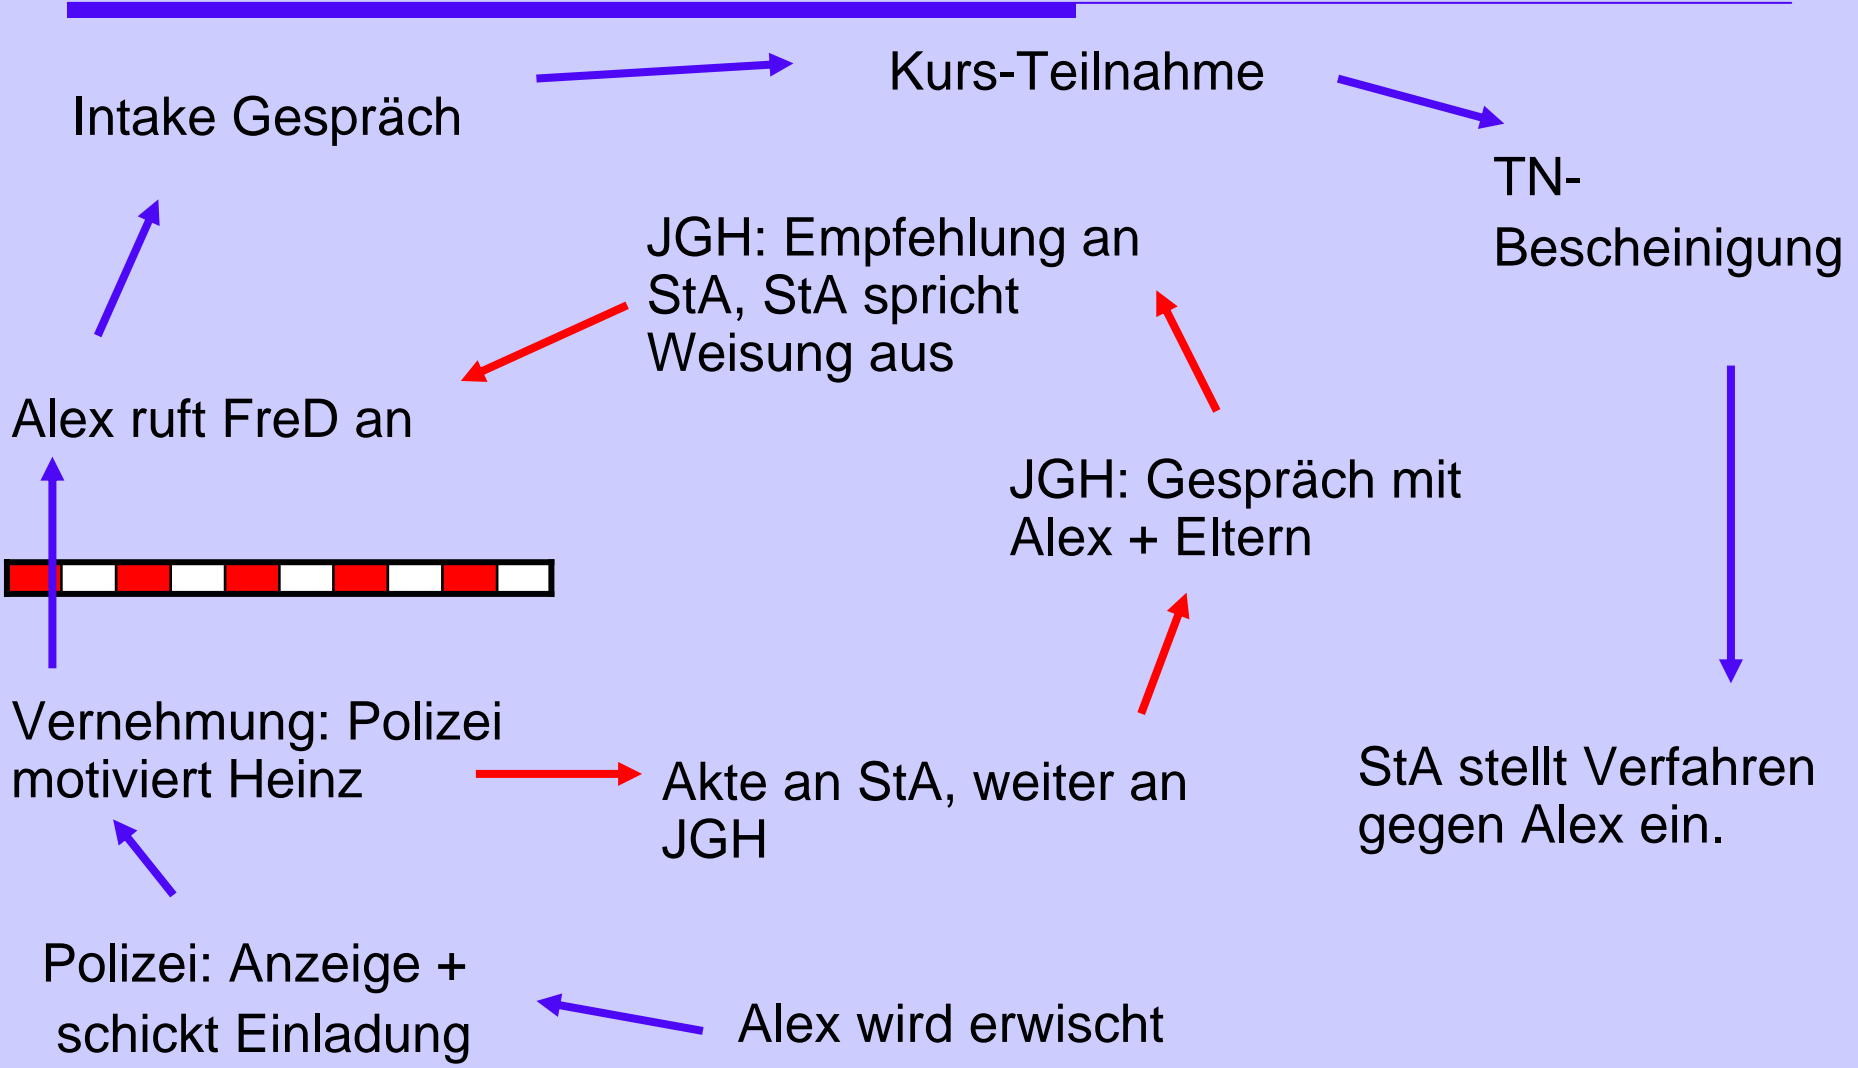 Kurs-Teilnahme
Intake Gespräch
TN-
Bescheinigung
JGH: Empfehlung an
StA, StA spricht
Weisung aus
Alex ruft FreD an
JGH: Gespräch mit
Alex + Eltern
Vernehmung: Polizei
motiviert Heinz
Akte an StA, weiter an
JGH
StA stellt Verfahren
gegen Alex ein.
Polizei: Anzeige +
schickt Einladung
Alex wird erwischt